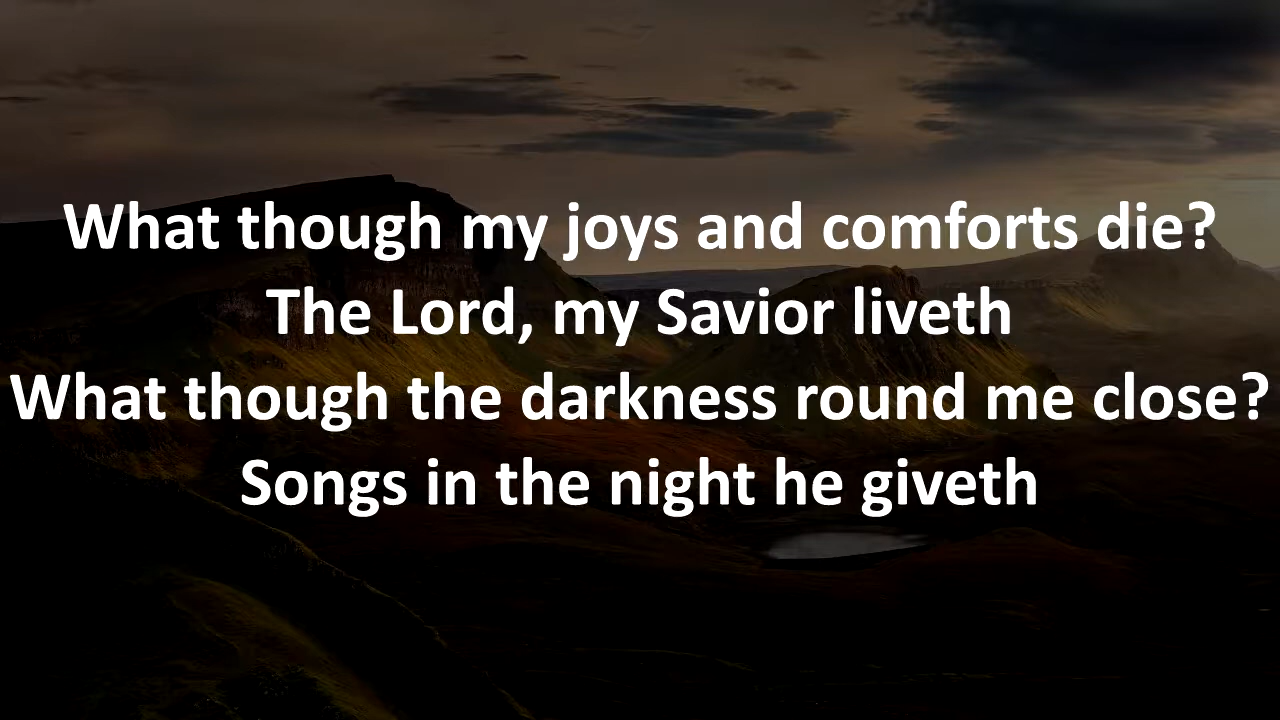 What though my joys and comforts die?
The Lord, my Savior liveth
What though the darkness round me close?
Songs in the night he giveth